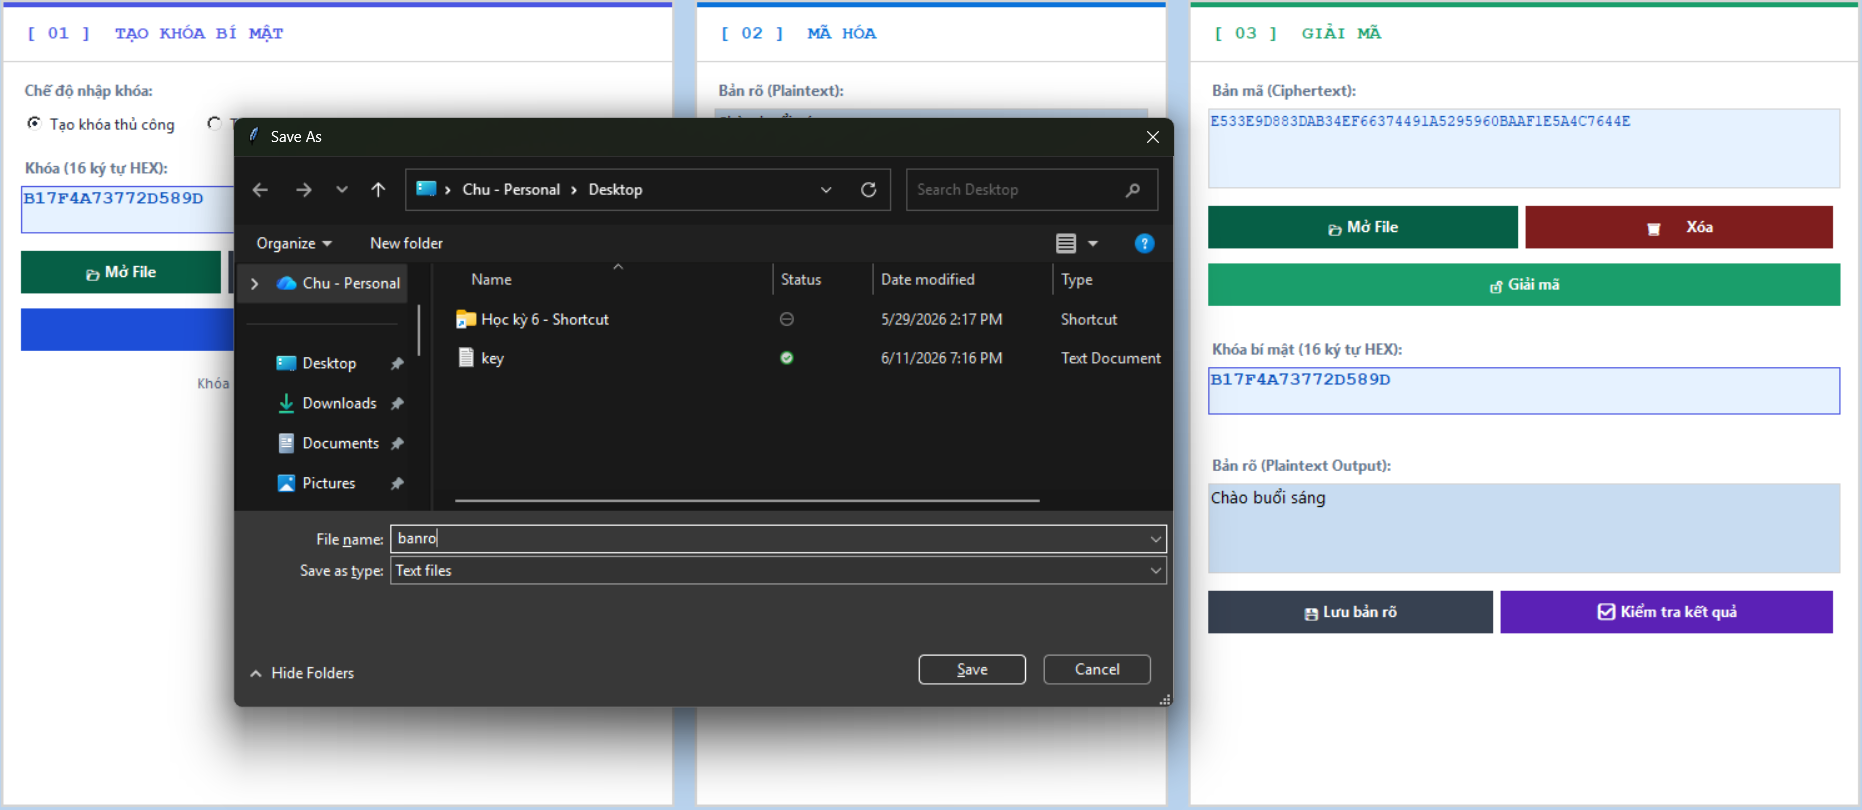 [ 01 ] TẠO KHÓA BÍ MẬT
Chế độ nhập khóa:
Tạo khóa thủ công
Khóa (16 ký tự HEX):
B17F4A73772D589D
Mở File
Khóa
[ 02 ] MÃ HÓA
Bản rõ (Plaintext):
Save As
Chu - Personal > Desktop
Search Desktop
Organize
New folder
Chu - Personal
Desktop
Downloads
Documents
Pictures
Name Status Date modified Type
Học kỳ 6 - Shortcut 5/29/2026 2:17 PM Shortcut
key 6/11/2026 7:16 PM Text Document
File name: banro
Save as type: Text files
Hide Folders
Save
Cancel
[ 03 ] GIẢI MÃ
Bản mã (Ciphertext):
E533E9D883DAB34EF66374491A5295960BAAF1E5A4C7644E
Mở File
Xóa
Giải mã
Khóa bí mật (16 ký tự HEX):
B17F4A73772D589D
Bản rõ (Plaintext Output):
Chào buổi sáng
Lưu bản rõ
Kiểm tra kết quả